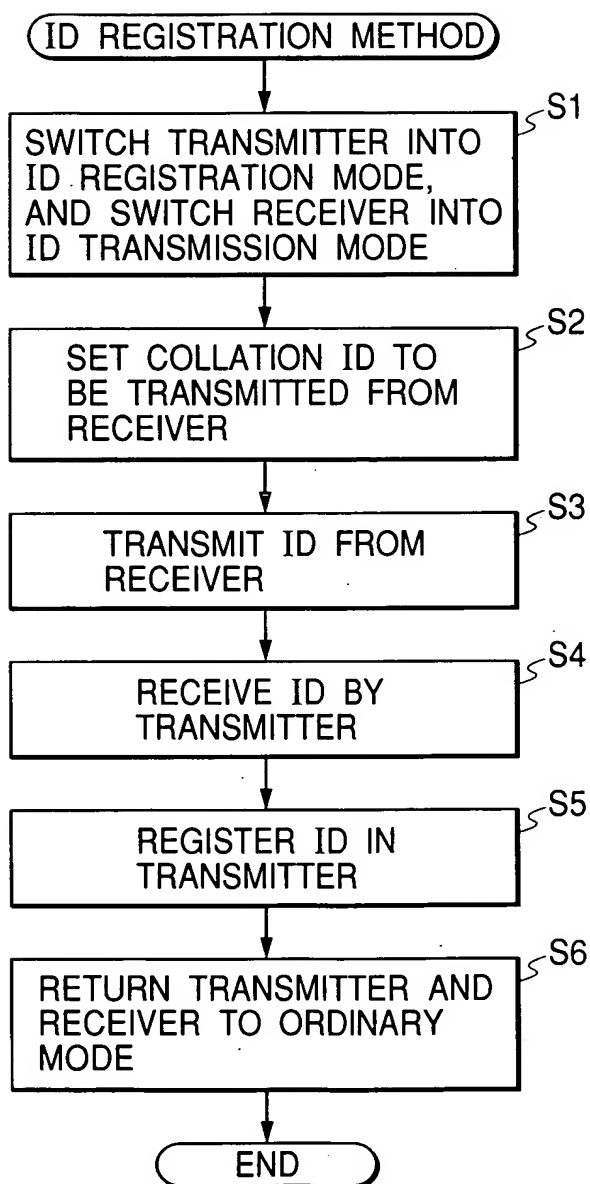 ID REGISTRATION METHOD
S1
SWITCH TRANSMITTER INTO
ID REGISTRATION MODE,
AND SWITCH RECEIVER INTO
ID TRANSMISSION MODE
S2
SET COLLATION ID TO
BE TRANSMITTED FROM
RECEIVER
S3
TRANSMIT ID FROM
RECEIVER
S4
RECEIVE ID BY
TRANSMITTER
S5
REGISTER ID IN
TRANSMITTER
S6
RETURN TRANSMITTER AND
RECEIVER TO ORDINARY
MODE
END